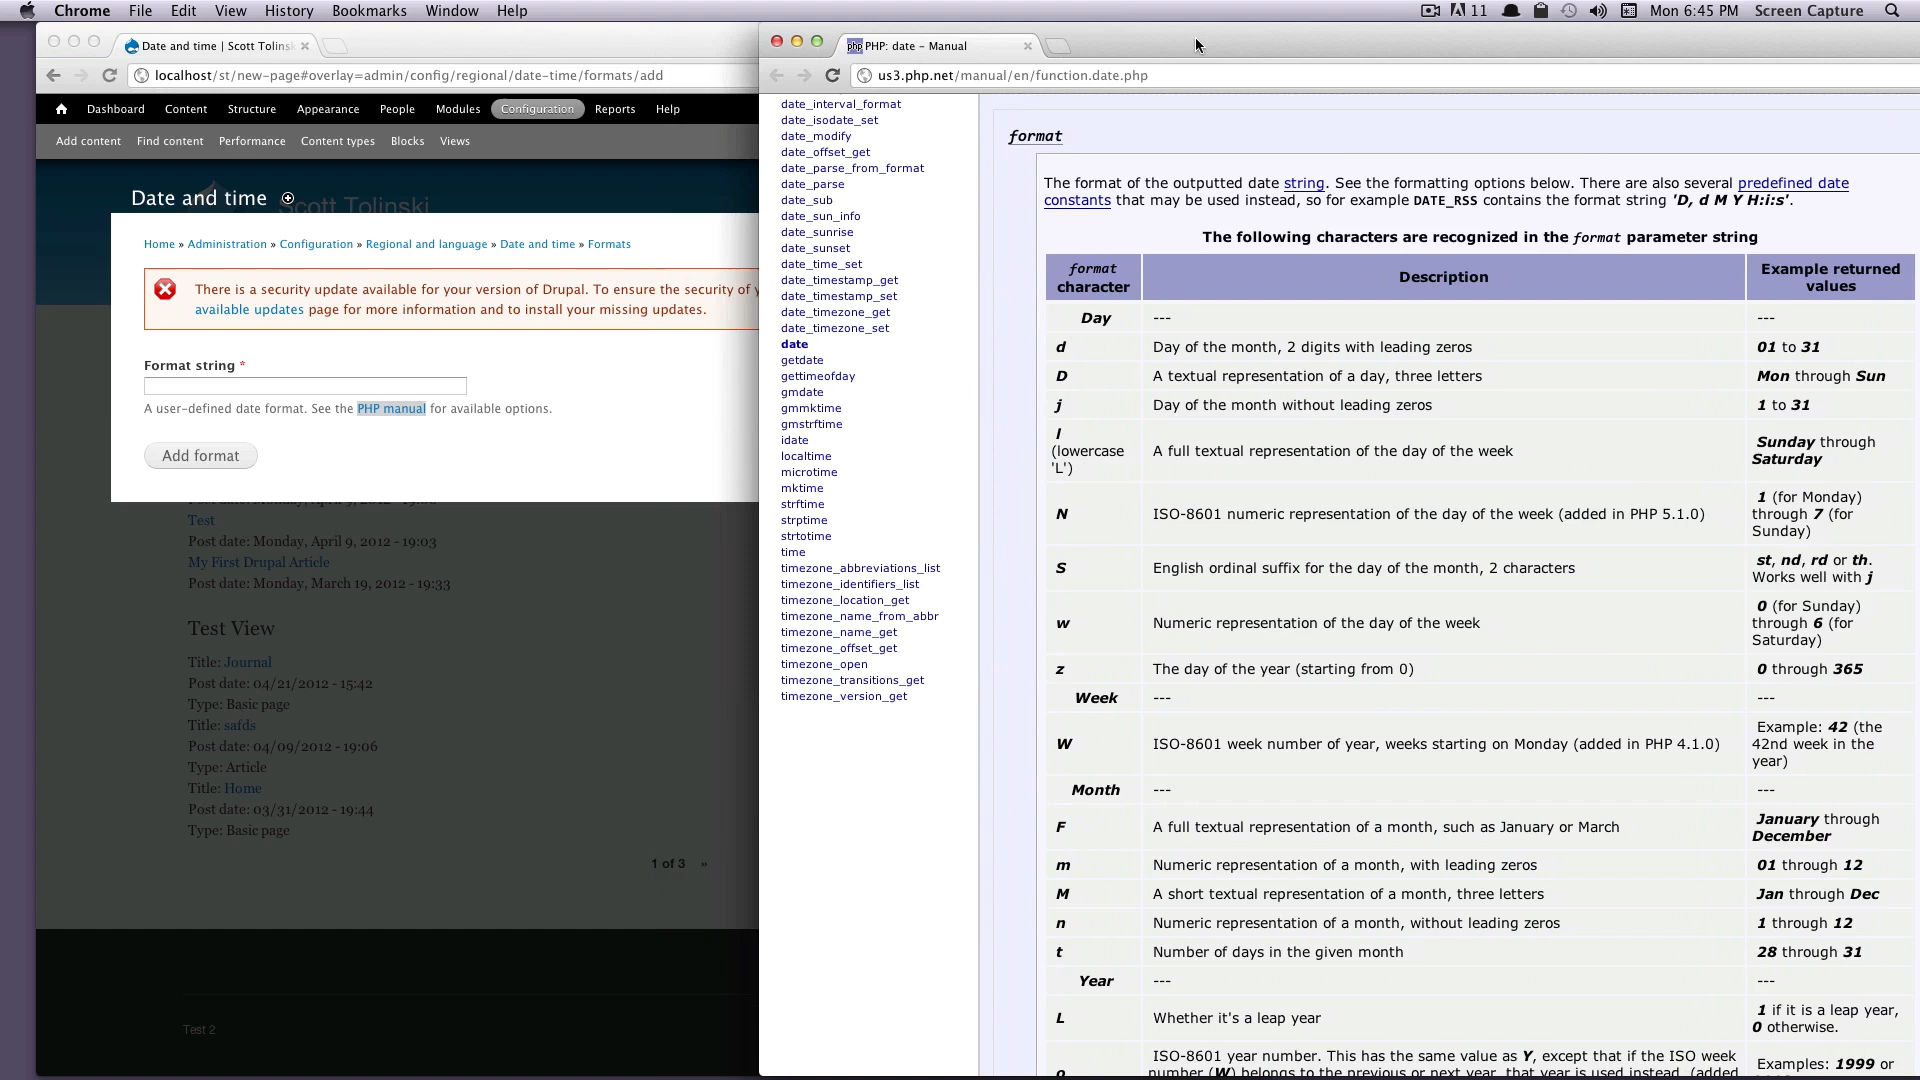 Chrome File Edit View History Bookmarks Window Help
11 Mon 6:45 PM Screen Capture
Date and time | Scott Tolins
localhost/st/new-page#overlay=admin/config/regional/date-time/formats/add
Dashboard Content Structure Appearance People Modules Configuration Reports Help
Add content Find content Performance Content types Blocks Views
Scott Tolinski
Date and time
Home » Administration » Configuration » Regional and language » Date and time » Formats
There is a security update available for your version of Drupal. To ensure the security of
available updates page for more information and to install your missing updates.
Format string *
A user-defined date format. See the PHP manual for available options.
Add format
Test
Post date: Monday, April 9, 2012 - 19:03
My First Drupal Article
Post date: Monday, March 19, 2012 - 19:33
Test View
Title: Journal
Post date: 04/21/2012 - 15:42
Type: Basic page
Title: safds
Post date: 04/09/2012 - 19:06
Type: Article
Title: Home
Post date: 03/31/2012 - 19:44
Type: Basic page
1 of 3 »
Test 2
php PHP: date – Manual
us3.php.net/manual/en/function.date.php
date_interval_format
date_isodate_set
date_modify
date_offset_get
date_parse_from_format
date_parse
date_sub
date_sun_info
date_sunrise
date_sunset
date_time_set
date_timestamp_get
date_timestamp_set
date_timezone_get
date_timezone_set
date
getdate
gettimeofday
gmdate
gmmktime
gmstrftime
idate
localtime
microtime
mktime
strftime
strptime
strtotime
time
timezone_abbreviations_list
timezone_identifiers_list
timezone_location_get
timezone_name_from_abbr
timezone_name_get
timezone_offset_get
timezone_open
timezone_transitions_get
timezone_version_get
format
The format of the outputted date string. See the formatting options below. There are also several predefined date
constants that may be used instead, so for example DATE_RSS contains the format string 'D, d M Y H:i:s'.
The following characters are recognized in the format parameter string
format character Description Example returned values
Day --- ---
d Day of the month, 2 digits with leading zeros 01 to 31
D A textual representation of a day, three letters Mon through Sun
j Day of the month without leading zeros 1 to 31
l (lowercase 'L') A full textual representation of the day of the week Sunday through Saturday
N ISO-8601 numeric representation of the day of the week (added in PHP 5.1.0) 1 (for Monday) through 7 (for Sunday)
S English ordinal suffix for the day of the month, 2 characters st, nd, rd or th. Works well with j
w Numeric representation of the day of the week 0 (for Sunday) through 6 (for Saturday)
z The day of the year (starting from 0) 0 through 365
Week --- ---
W ISO-8601 week number of year, weeks starting on Monday (added in PHP 4.1.0) Example: 42 (the 42nd week in the year)
Month --- ---
F A full textual representation of a month, such as January or March January through December
m Numeric representation of a month, with leading zeros 01 through 12
M A short textual representation of a month, three letters Jan through Dec
n Numeric representation of a month, without leading zeros 1 through 12
t Number of days in the given month 28 through 31
Year --- ---
L Whether it's a leap year 1 if it is a leap year, 0 otherwise.
o ISO-8601 year number. This has the same value as Y, except that if the ISO week Examples: 1999 or
number (W) belongs to the previous or next year, that year is used instead. (added